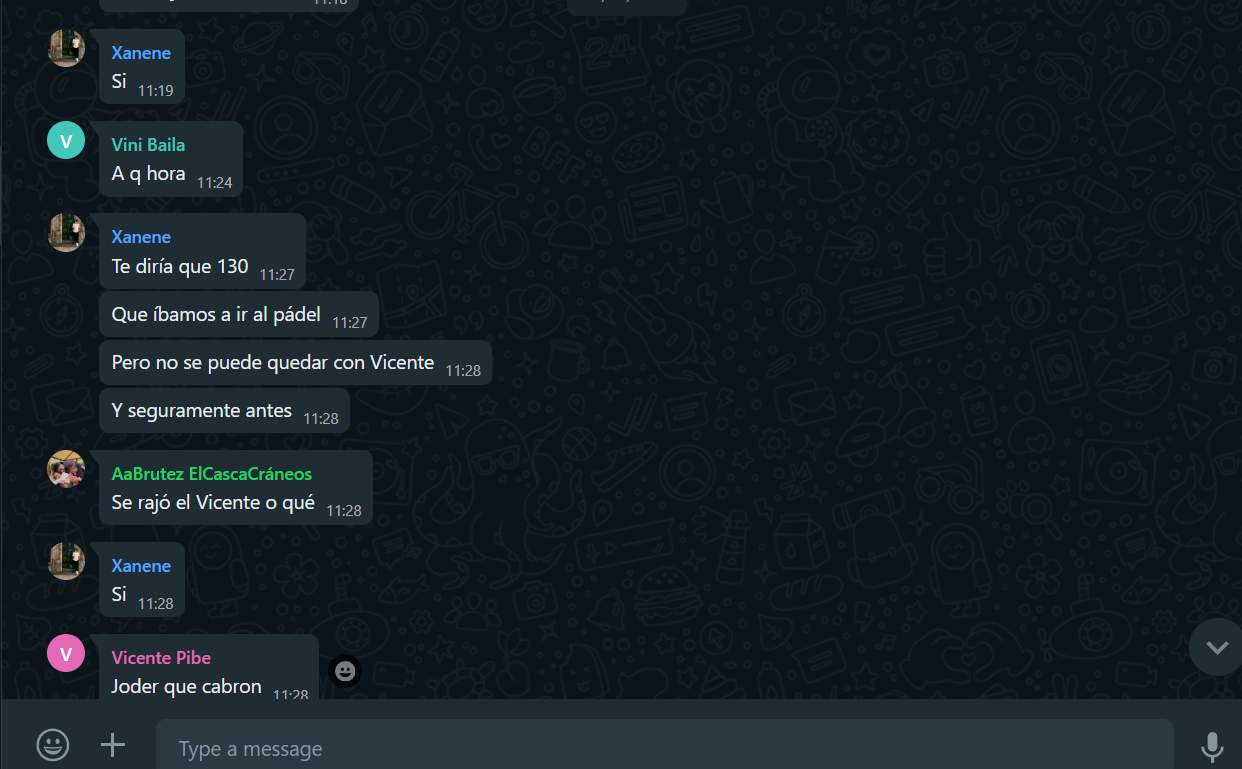 11:18
Xanene
Si 11:19
V
Vini Baila
A q hora 11:24
Xanene
Te diría que 130 11:27
Que íbamos a ir al pádel 11:27
Pero no se puede quedar con Vicente 11:28
Y seguramente antes 11:28
AaBrutez ElCascaCráneos
Se rajó el Vicente o qué 11:28
Xanene
Si 11:28
V
Vicente Pibe
Joder que cabron 11:28
Type a message